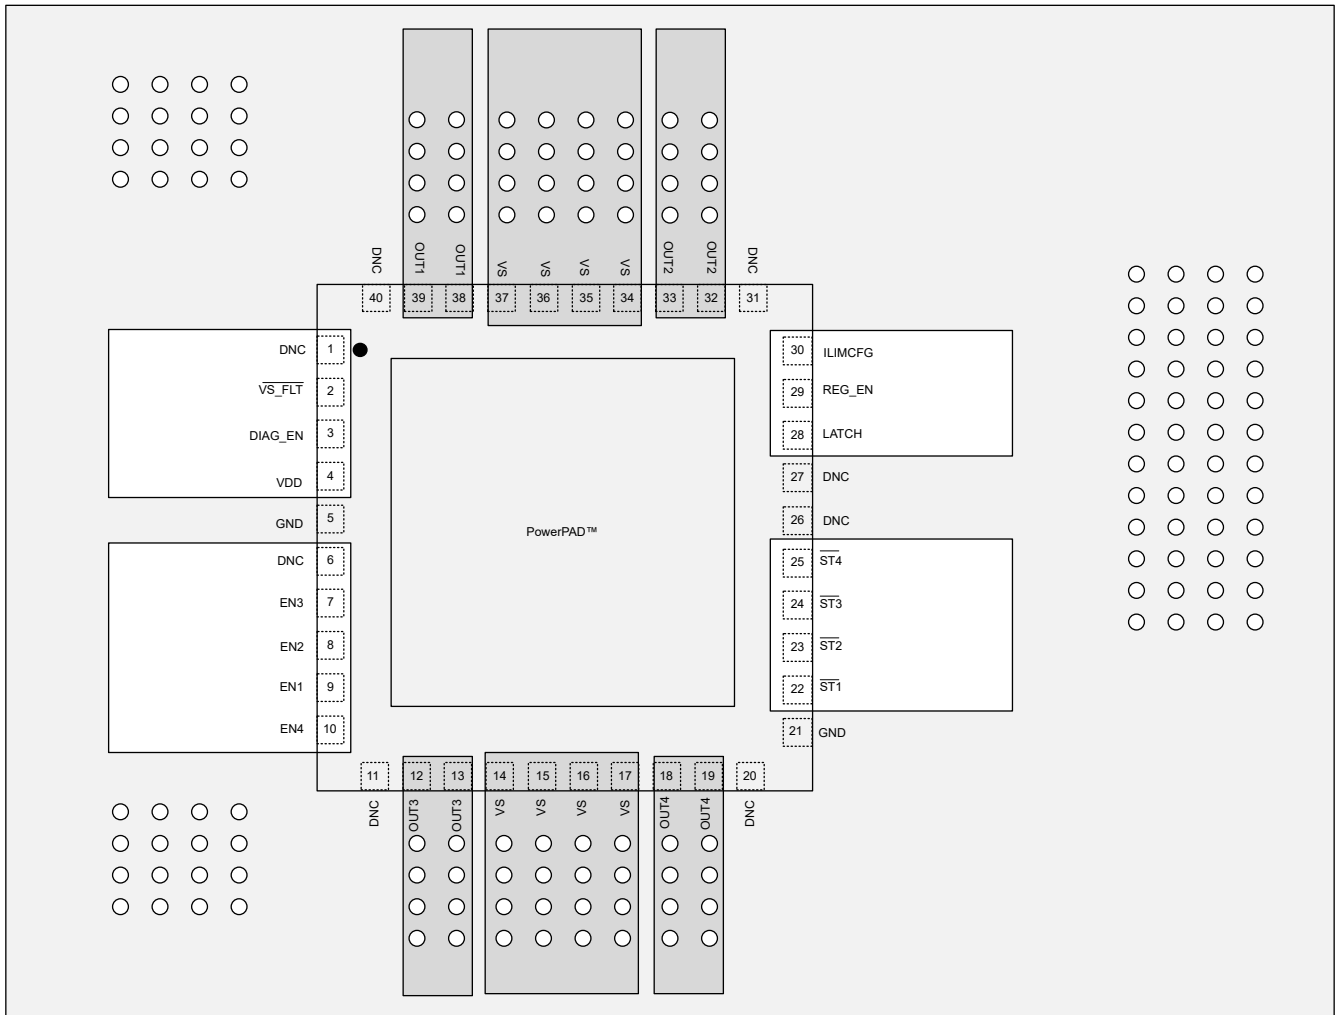 DNC
OUT1
OUT1
VS
VS
VS
VS
OUT2
OUT2
DNC
40
39
38
37
36
35
34
33
32
31
DNC 1
VS_FLT 2
DIAG_EN 3
VDD 4
GND 5
DNC 6
EN3 7
EN2 8
EN1 9
EN4 10
PowerPAD™
30 ILIMCFG
29 REG_EN
28 LATCH
27 DNC
26 DNC
25 ST4
24 ST3
23 ST2
22 ST1
21 GND
11
12
13
14
15
16
17
18
19
20
DNC
OUT3
OUT3
VS
VS
VS
VS
OUT4
OUT4
DNC